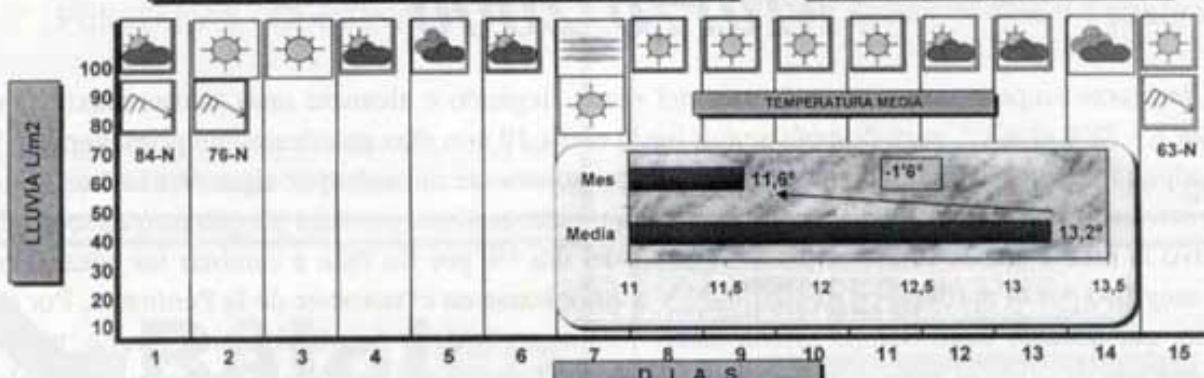 LLUVIA L/m2
100
90
80
70
60
50
40
30
20
10
84-N
76-N
TEMPERATURA MEDIA
63-N
Mes
11,6°
-1'6°
Media
13,2°
11 11,5 12 12,5 13 13,5
1 2 3 4 5 6 7 8 9 10 11 12 13 14 15
D I A S